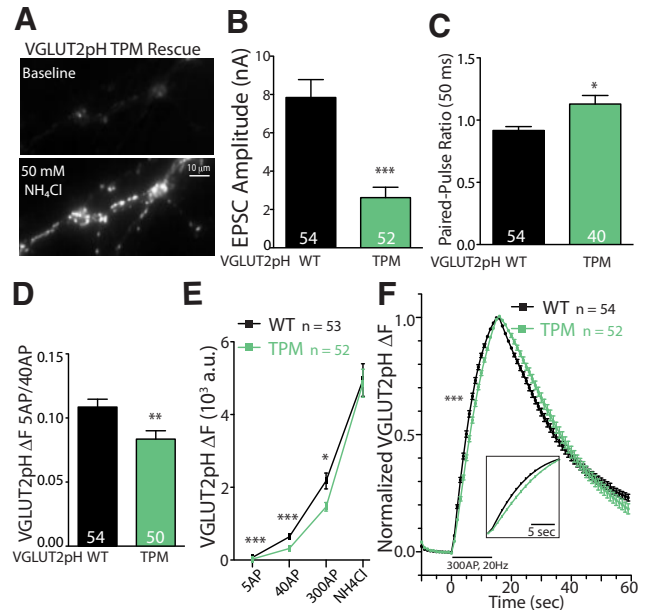 A
VGLUT2pH TPM Rescue
Baseline
50 mM
NH₄Cl
10 µm
B
EPSC Amplitude (nA)
10
8
6
4
2
0
***
54
52
VGLUT2pH WT
TPM
C
Paired-Pulse Ratio (50 ms)
1.5
1.0
0.5
0.0
*
54
40
VGLUT2pH WT
TPM
D
VGLUT2pH ΔF 5AP/40AP
0.15
0.10
0.05
0.00
**
54
50
VGLUT2pH WT
TPM
E
WT n = 53
TPM n = 52
VGLUT2pH ΔF (10³ a.u.)
6
4
2
0
***
***
*
5AP
40AP
300AP
NH4Cl
F
WT n = 54
TPM n = 52
Normalized VGLUT2pH ΔF
1.0
0.5
0.0
***
5 sec
300AP, 20Hz
0
20
40
60
Time (sec)